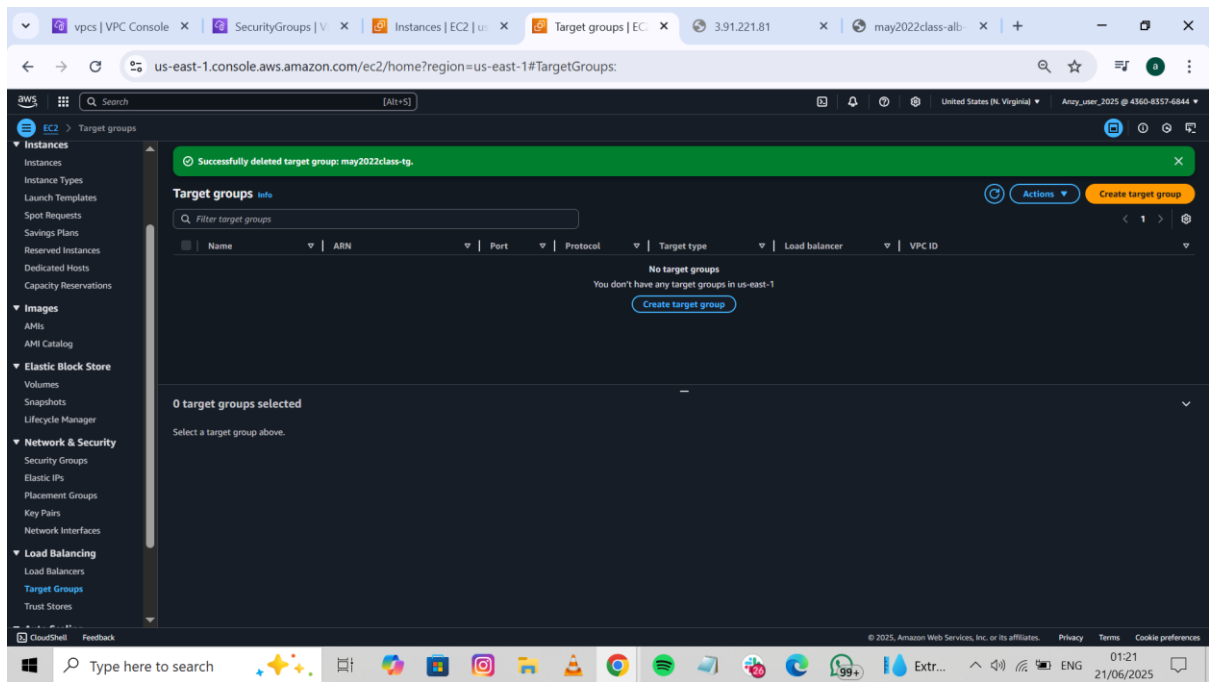 vpcs | VPC Console
SecurityGroups | V
Instances | EC2 | us
Target groups | EC2
3.91.221.81
may2022class-alb-
us-east-1.console.aws.amazon.com/ec2/home?region=us-east-1#TargetGroups:
a
aws
Search
[Alt+S]
United States (N. Virginia)
Anzy_user_2025 @ 4360-8357-6844
EC2 > Target groups
Instances
Instances
Instance Types
Launch Templates
Spot Requests
Savings Plans
Reserved Instances
Dedicated Hosts
Capacity Reservations
Images
AMIs
AMI Catalog
Elastic Block Store
Volumes
Snapshots
Lifecycle Manager
Network & Security
Security Groups
Elastic IPs
Placement Groups
Key Pairs
Network Interfaces
Load Balancing
Load Balancers
Target Groups
Trust Stores
Successfully deleted target group: may2022class-tg.
Target groups Info
Actions
Create target group
Filter target groups
1
Name ARN Port Protocol Target type Load balancer VPC ID
No target groups
You don't have any target groups in us-east-1
Create target group
0 target groups selected
Select a target group above.
CloudShell Feedback
© 2025, Amazon Web Services, Inc. or its affiliates. Privacy Terms Cookie preferences
Type here to search
26
99+
Extr...
ENG
01:21
21/06/2025